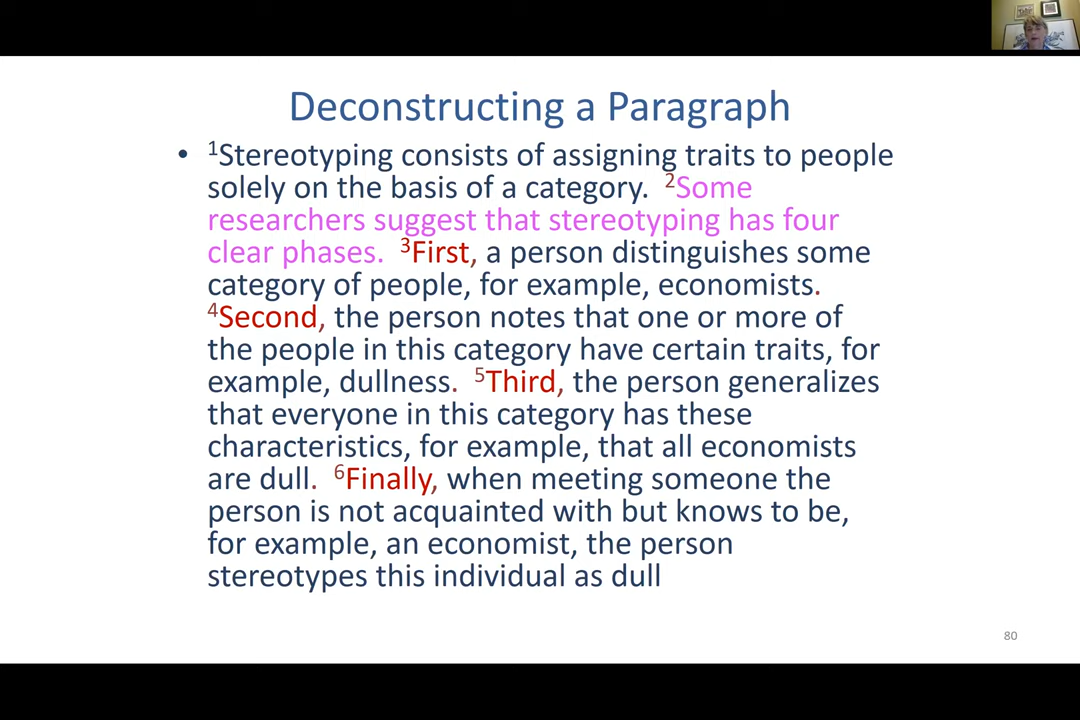 Deconstructing a Paragraph
• ¹Stereotyping consists of assigning traits to people
solely on the basis of a category. ²Some
researchers suggest that stereotyping has four
clear phases. ³First, a person distinguishes some
category of people, for example, economists.
⁴Second, the person notes that one or more of
the people in this category have certain traits, for
example, dullness. ⁵Third, the person generalizes
that everyone in this category has these
characteristics, for example, that all economists
are dull. ⁶Finally, when meeting someone the
person is not acquainted with but knows to be,
for example, an economist, the person
stereotypes this individual as dull
80